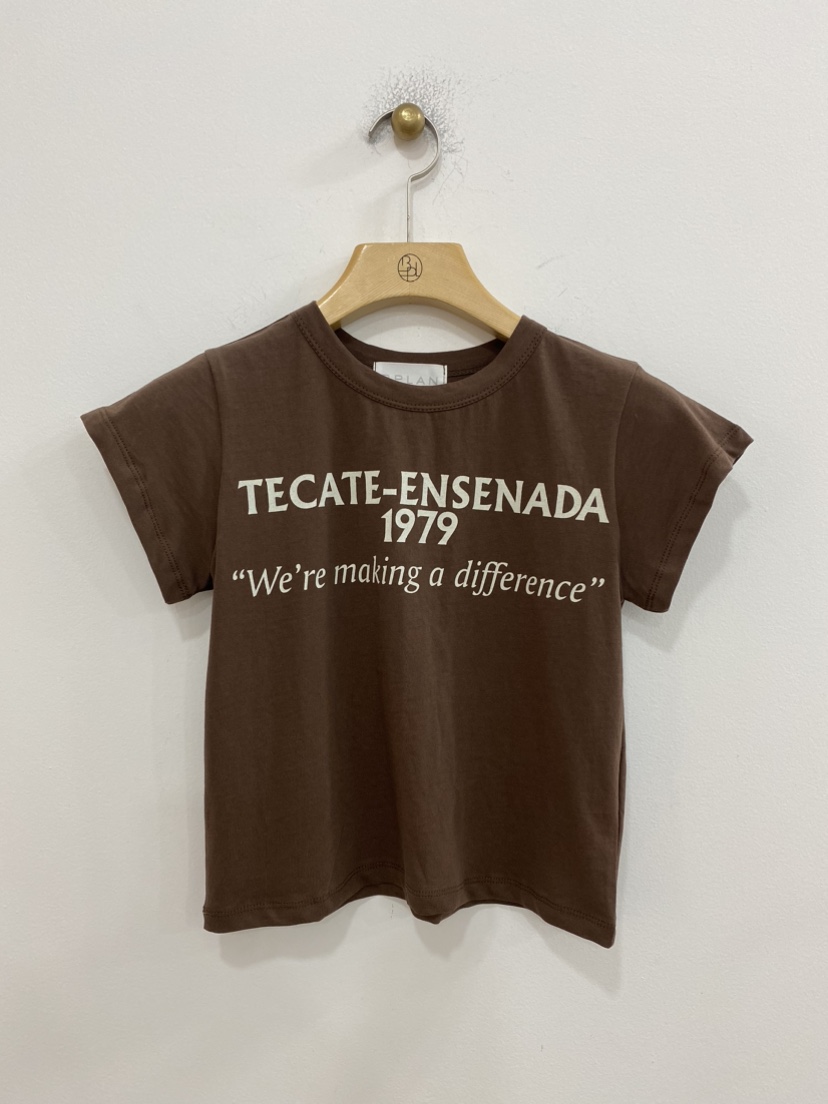 TECATE-ENSENADA
1979
“We’re making a difference”